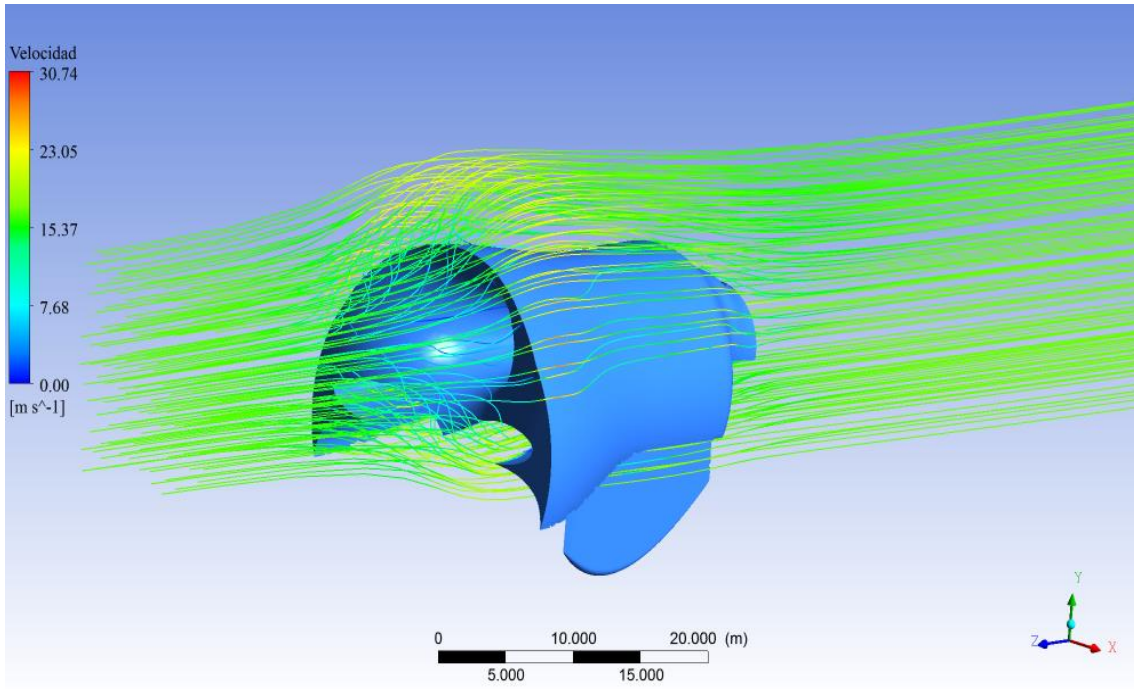 Velocidad
30.74
23.05
15.37
7.68
0.00
[m s^-1]
0 10.000 20.000 (m)
5.000 15.000
Y
Z
X